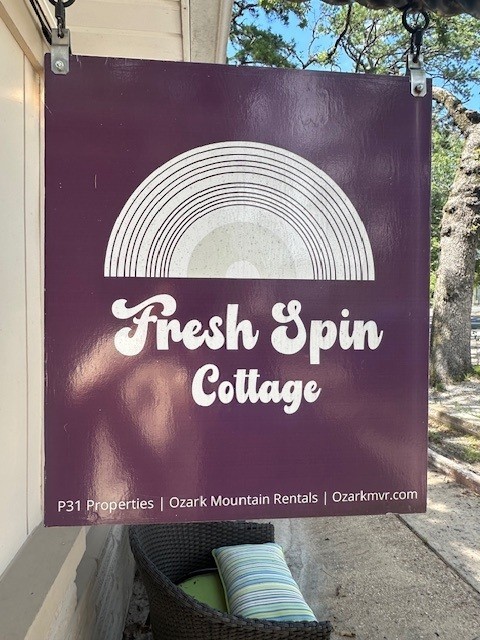 Fresh Spin
Cottage
P31 Properties | Ozark Mountain Rentals | Ozarkmvr.com